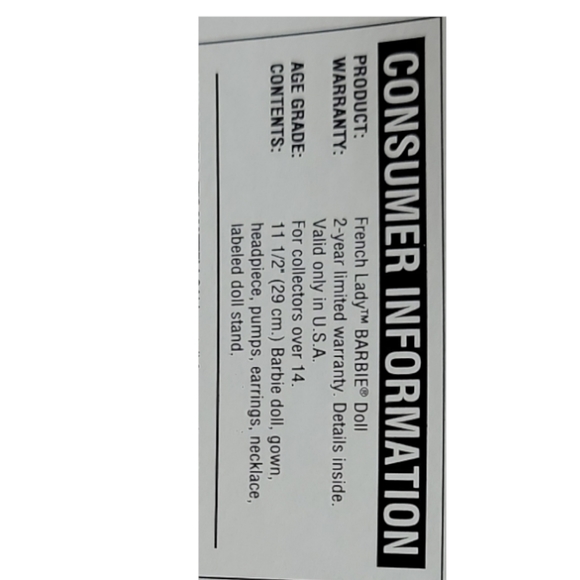 CONSUMER INFORMATION
PRODUCT: French Lady™ BARBIE® Doll
WARRANTY: 2-year limited warranty. Details inside.
Valid only in U.S.A.
AGE GRADE: For collectors over 14.
CONTENTS: 11 1/2" (29 cm.) Barbie doll, gown,
headpiece, pumps, earrings, necklace,
labeled doll stand.